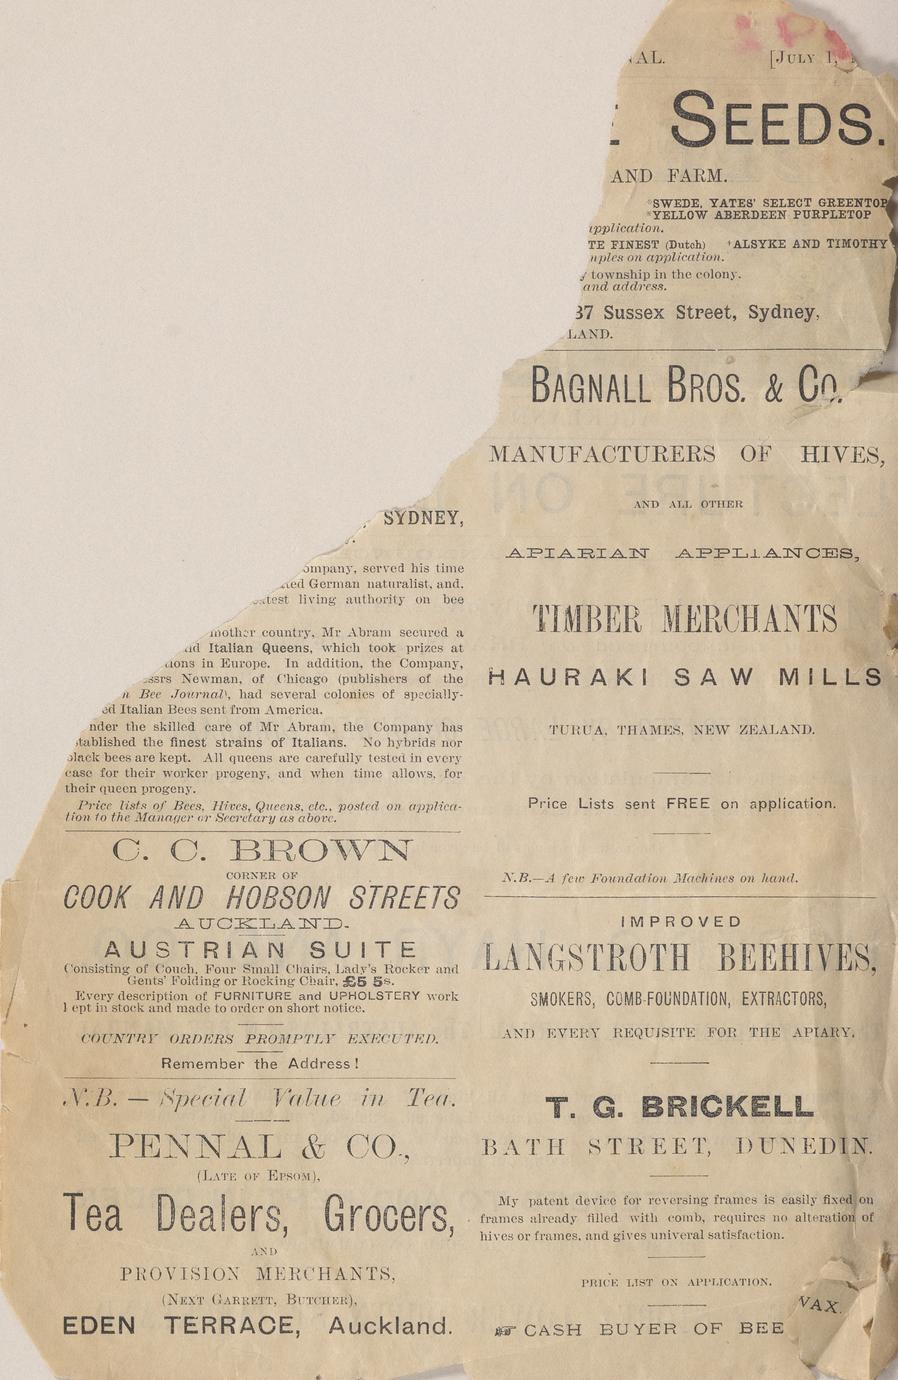 AL. [JULY 1,
SEEDS.
AND FARM.
*SWEDE, YATES' SELECT GREENTOP
*YELLOW ABERDEEN PURPLETOP
application.
TE FINEST (Dutch) †ALSYKE AND TIMOTHY
nples on application.
township in the colony.
and address.
37 Sussex Street, Sydney,
LAND.
SYDNEY,
ompany, served his time
ted German naturalist, and,
test living authority on bee
mother country, Mr Abram secured a
id Italian Queens, which took prizes at
ions in Europe. In addition, the Company,
ssrs Newman, of Chicago (publishers of the
n Bee Journal), had several colonies of specially-
ed Italian Bees sent from America.
nder the skilled care of Mr Abram, the Company has
stablished the finest strains of Italians. No hybrids nor
black bees are kept. All queens are carefully tested in every
case for their worker progeny, and when time allows, for
their queen progeny.
Price lists of Bees, Hives, Queens, etc., posted on applica-
tion to the Manager or Secretary as above.
C. C. BROWN
CORNER OF
COOK AND HOBSON STREETS
AUCKLAND.
AUSTRIAN SUITE
Consisting of Couch, Four Small Chairs, Lady's Rocker and
Gents' Folding or Rocking Chair, £5 5s.
Every description of FURNITURE and UPHOLSTERY work
kept in stock and made to order on short notice.
COUNTRY ORDERS PROMPTLY EXECUTED.
Remember the Address!
N.B. — Special Value in Tea.
PENNAL & CO.,
(LATE OF EPSOM),
Tea Dealers, Grocers,
AND
PROVISION MERCHANTS,
(NEXT GARRETT, BUTCHER),
EDEN TERRACE, Auckland.
BAGNALL BROS. & CO.
MANUFACTURERS OF HIVES,
AND ALL OTHER
APIARIAN APPLIANCES,
TIMBER MERCHANTS
HAURAKI SAW MILLS
TURUA, THAMES, NEW ZEALAND.
Price Lists sent FREE on application.
N.B.—A few Foundation Machines on hand.
IMPROVED
LANGSTROTH BEEHIVES,
SMOKERS, COMB-FOUNDATION, EXTRACTORS,
AND EVERY REQUISITE FOR THE APIARY.
T. G. BRICKELL
BATH STREET, DUNEDIN.
My patent device for reversing frames is easily fixed on
frames already filled with comb, requires no alteration of
hives or frames, and gives univeral satisfaction.
PRICE LIST ON APPLICATION.
☞ CASH BUYER OF BEE WAX.